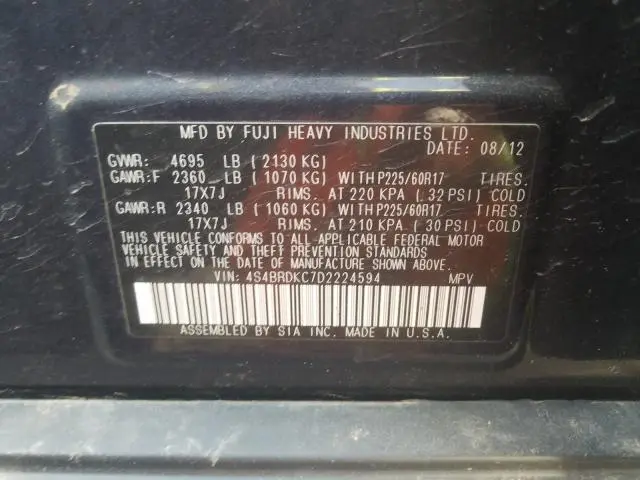 MFD BY FUJI HEAVY INDUSTRIES LTD.
DATE: 08/12
GVWR: 4695 LB (2130 KG)
GAWR:F 2360 LB (1070 KG) WITH P225/60R17 TIRES.
17X7J RIMS. AT 220 KPA (.32 PSI) COLD
GAWR:R 2340 LB (1060 KG) WITH P225/60R17 TIRES.
17X7J RIMS. AT 210 KPA (30 PSI) COLD
THIS VEHICLE CONFORMS TO ALL APPLICABLE FEDERAL MOTOR
VEHICLE SAFETY AND THEFT PREVENTION STANDARDS
IN EFFECT ON THE DATE OF MANUFACTURE SHOWN ABOVE.
VIN: 4S4BRDKC7D2224594 MPV
ASSEMBLED BY SIA INC. MADE IN U.S.A.